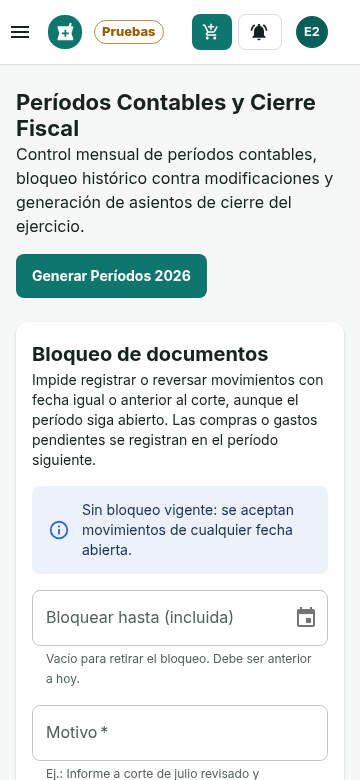 Pruebas
E2
Períodos Contables y Cierre
Fiscal
Control mensual de períodos contables,
bloqueo histórico contra modificaciones y
generación de asientos de cierre del
ejercicio.
Generar Períodos 2026
Bloqueo de documentos
Impide registrar o reversar movimientos con
fecha igual o anterior al corte, aunque el
período siga abierto. Las compras o gastos
pendientes se registran en el período
siguiente.
Sin bloqueo vigente: se aceptan
movimientos de cualquier fecha
abierta.
Bloquear hasta (incluida)
Vacío para retirar el bloqueo. Debe ser anterior
a hoy.
Motivo *
Ej.: Informe a corte de julio revisado y